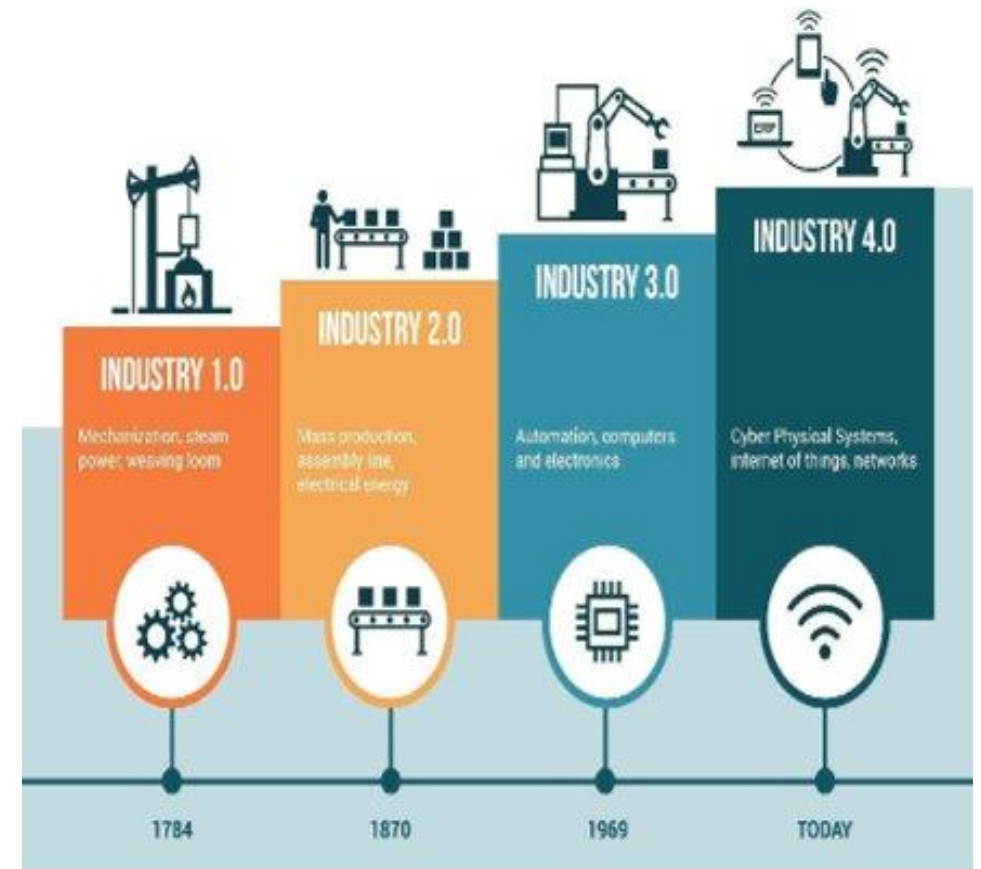 INDUSTRY 1.0
Mechanization, steam
power, weaving loom
1784
INDUSTRY 2.0
Mass production,
assembly line,
electrical energy
1870
INDUSTRY 3.0
Automation, computers
and electronics
1969
ERP
INDUSTRY 4.0
Cyber Physical Systems,
internet of things, networks
TODAY